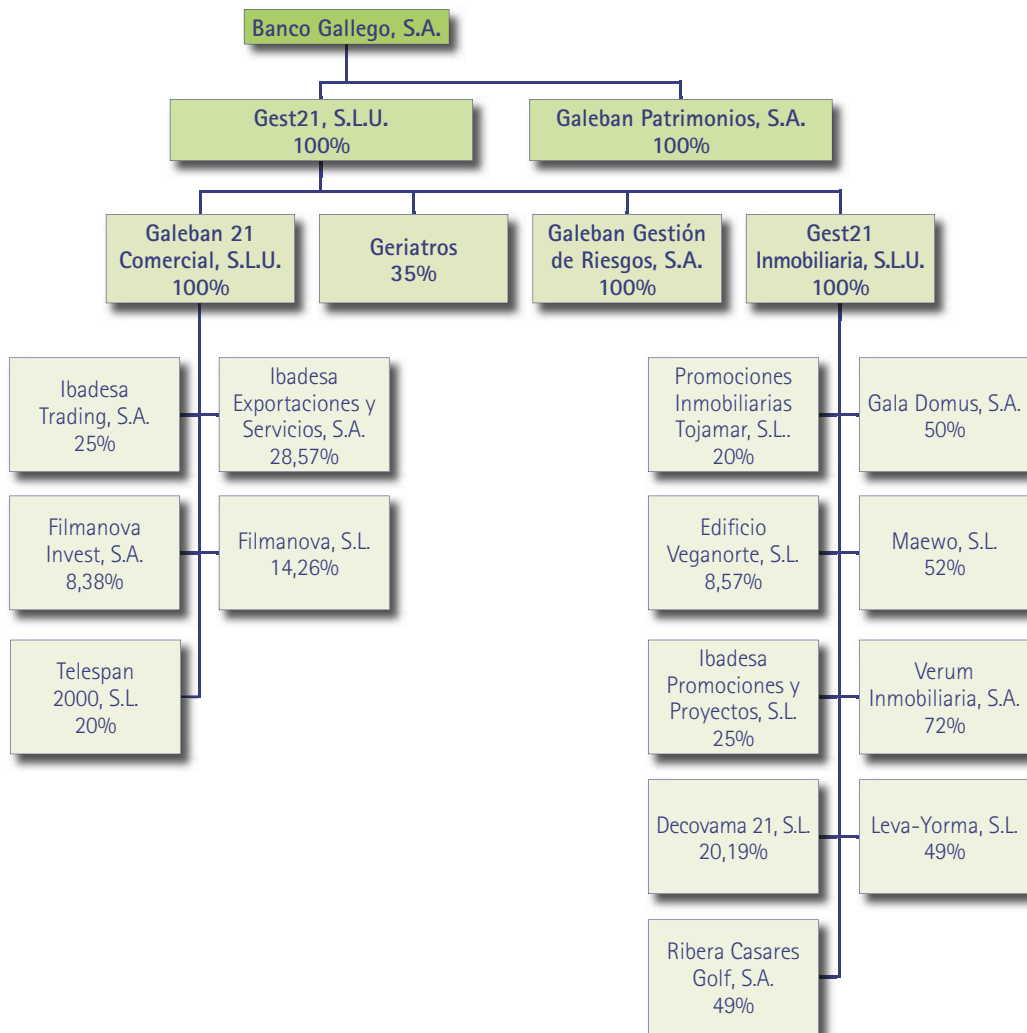 Banco Gallego, S.A.
Gest21, S.L.U.
100%
Galeban Patrimonios, S.A.
100%
Galeban 21
Comercial, S.L.U.
100%
Geriatros
35%
Galeban Gestión
de Riesgos, S.A.
100%
Gest21
Inmobiliaria, S.L.U.
100%
Ibadesa
Trading, S.A.
25%
Ibadesa
Exportaciones y
Servicios, S.A.
28,57%
Filmanova
Invest, S.A.
8,38%
Filmanova, S.L.
14,26%
Telespan
2000, S.L.
20%
Promociones
Inmobiliarias
Tojamar, S.L..
20%
Gala Domus, S.A.
50%
Edificio
Veganorte, S.L.
8,57%
Maewo, S.L.
52%
Ibadesa
Promociones y
Proyectos, S.L.
25%
Verum
Inmobiliaria, S.A.
72%
Decovama 21, S.L.
20,19%
Leva-Yorma, S.L.
49%
Ribera Casares
Golf, S.A.
49%